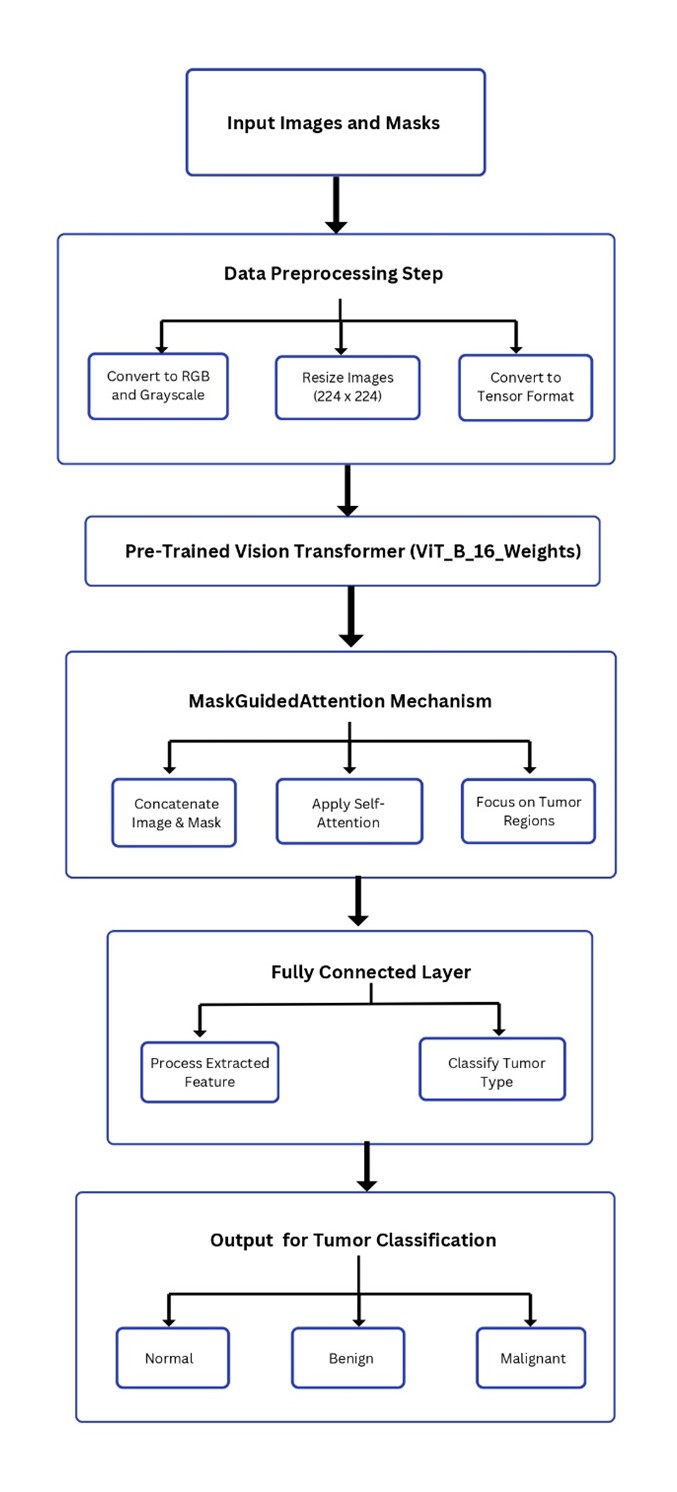 Input Images and Masks
Data Preprocessing Step
Convert to RGB
and Grayscale
Resize Images
(224 x 224)
Convert to
Tensor Format
Pre-Trained Vision Transformer (ViT_B_16_Weights)
MaskGuidedAttention Mechanism
Concatenate
Image & Mask
Apply Self-
Attention
Focus on Tumor
Regions
Fully Connected Layer
Process Extracted
Feature
Classify Tumor
Type
Output for Tumor Classification
Normal
Benign
Malignant